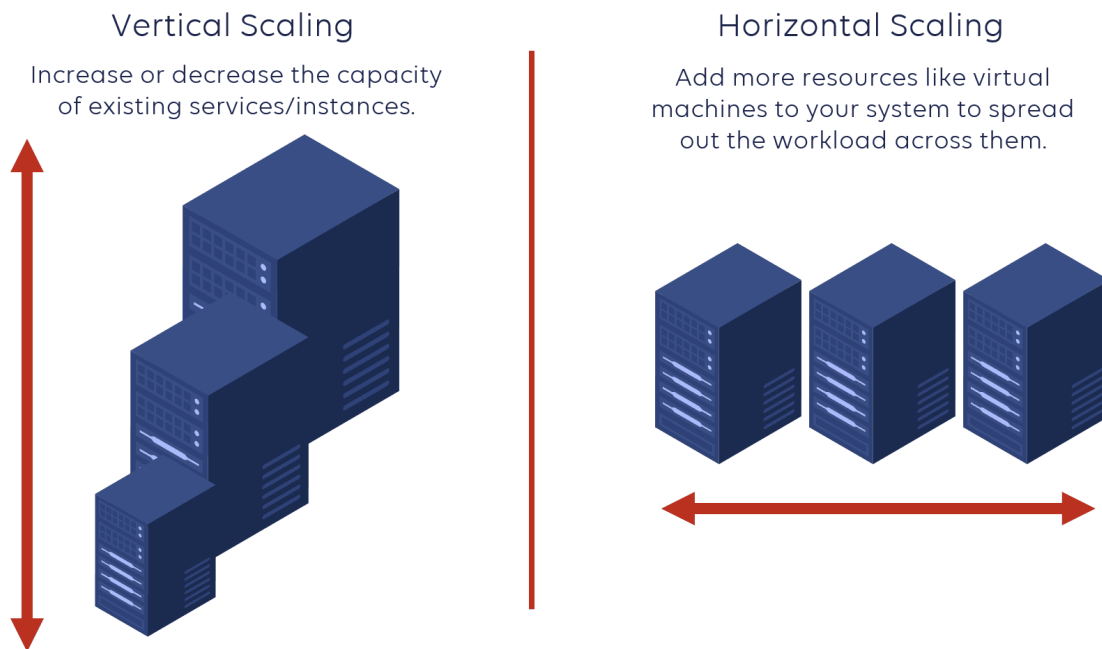 Vertical Scaling
Increase or decrease the capacity
of existing services/instances.
Horizontal Scaling
Add more resources like virtual
machines to your system to spread
out the workload across them.